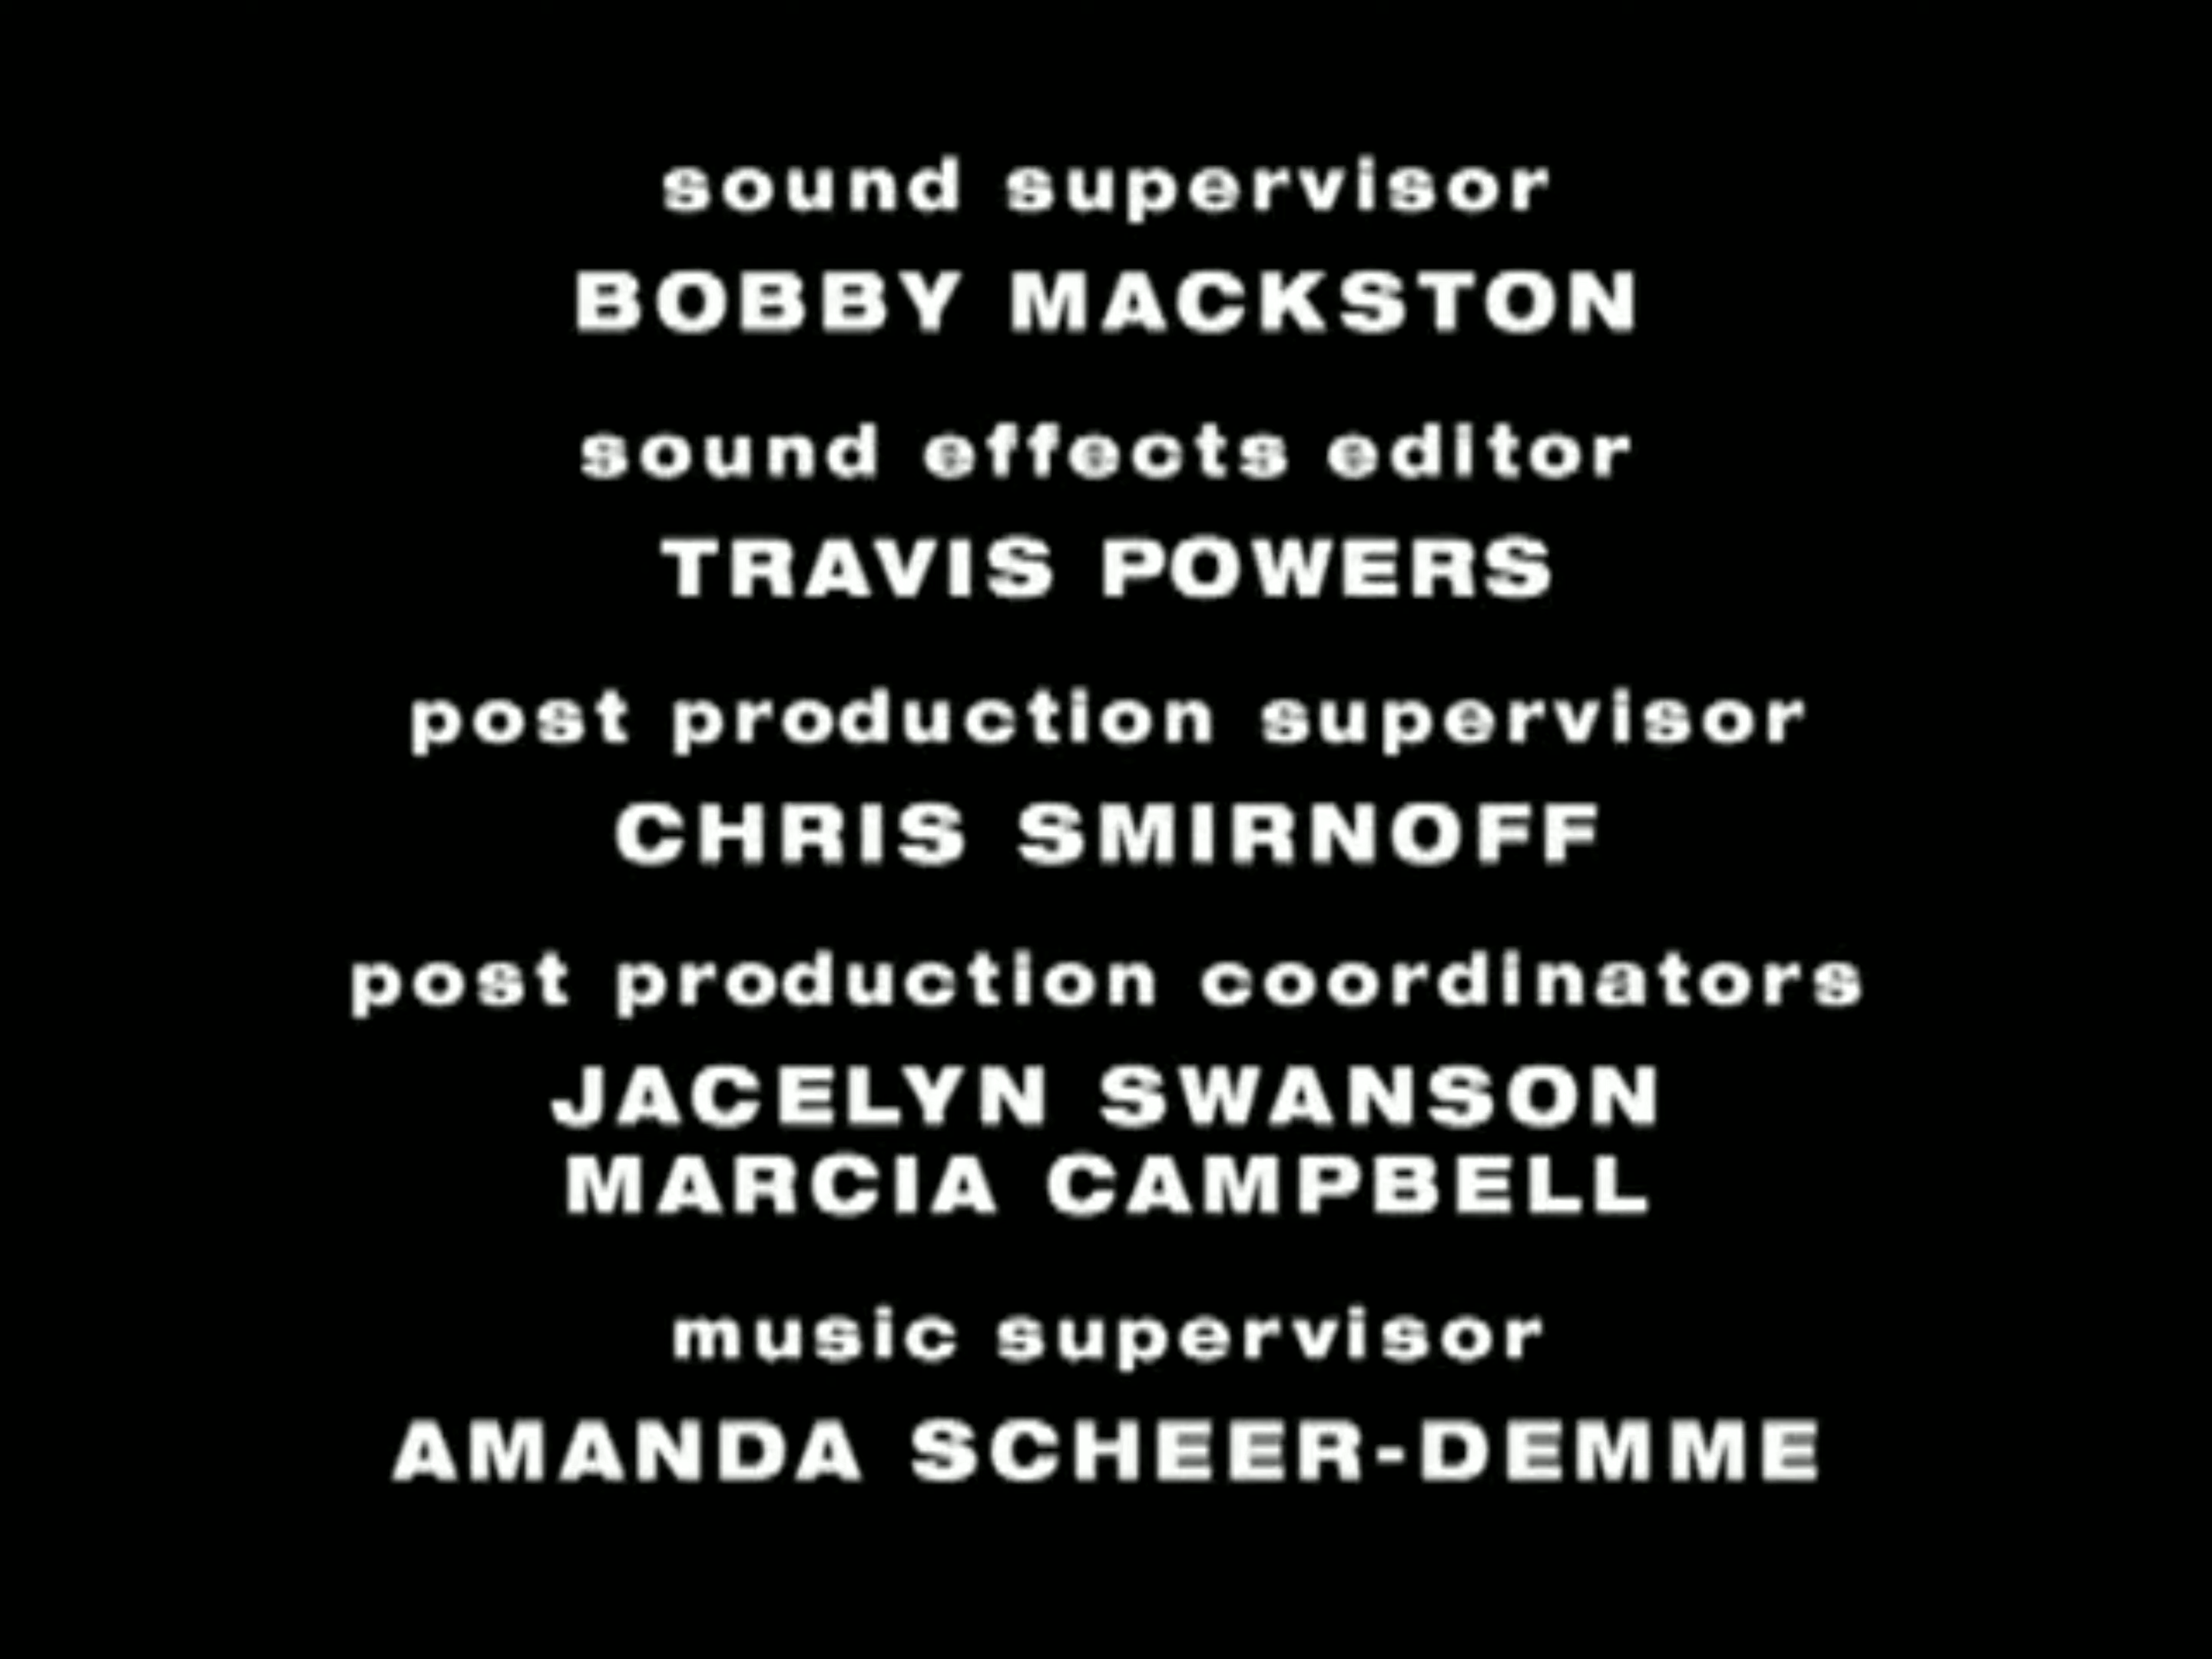 sound supervisor
BOBBY MACKSTON
sound effects editor
TRAVIS POWERS
post production supervisor
CHRIS SMIRNOFF
post production coordinators
JACELYN SWANSON
MARCIA CAMPBELL
music supervisor
AMANDA SCHEER-DEMME